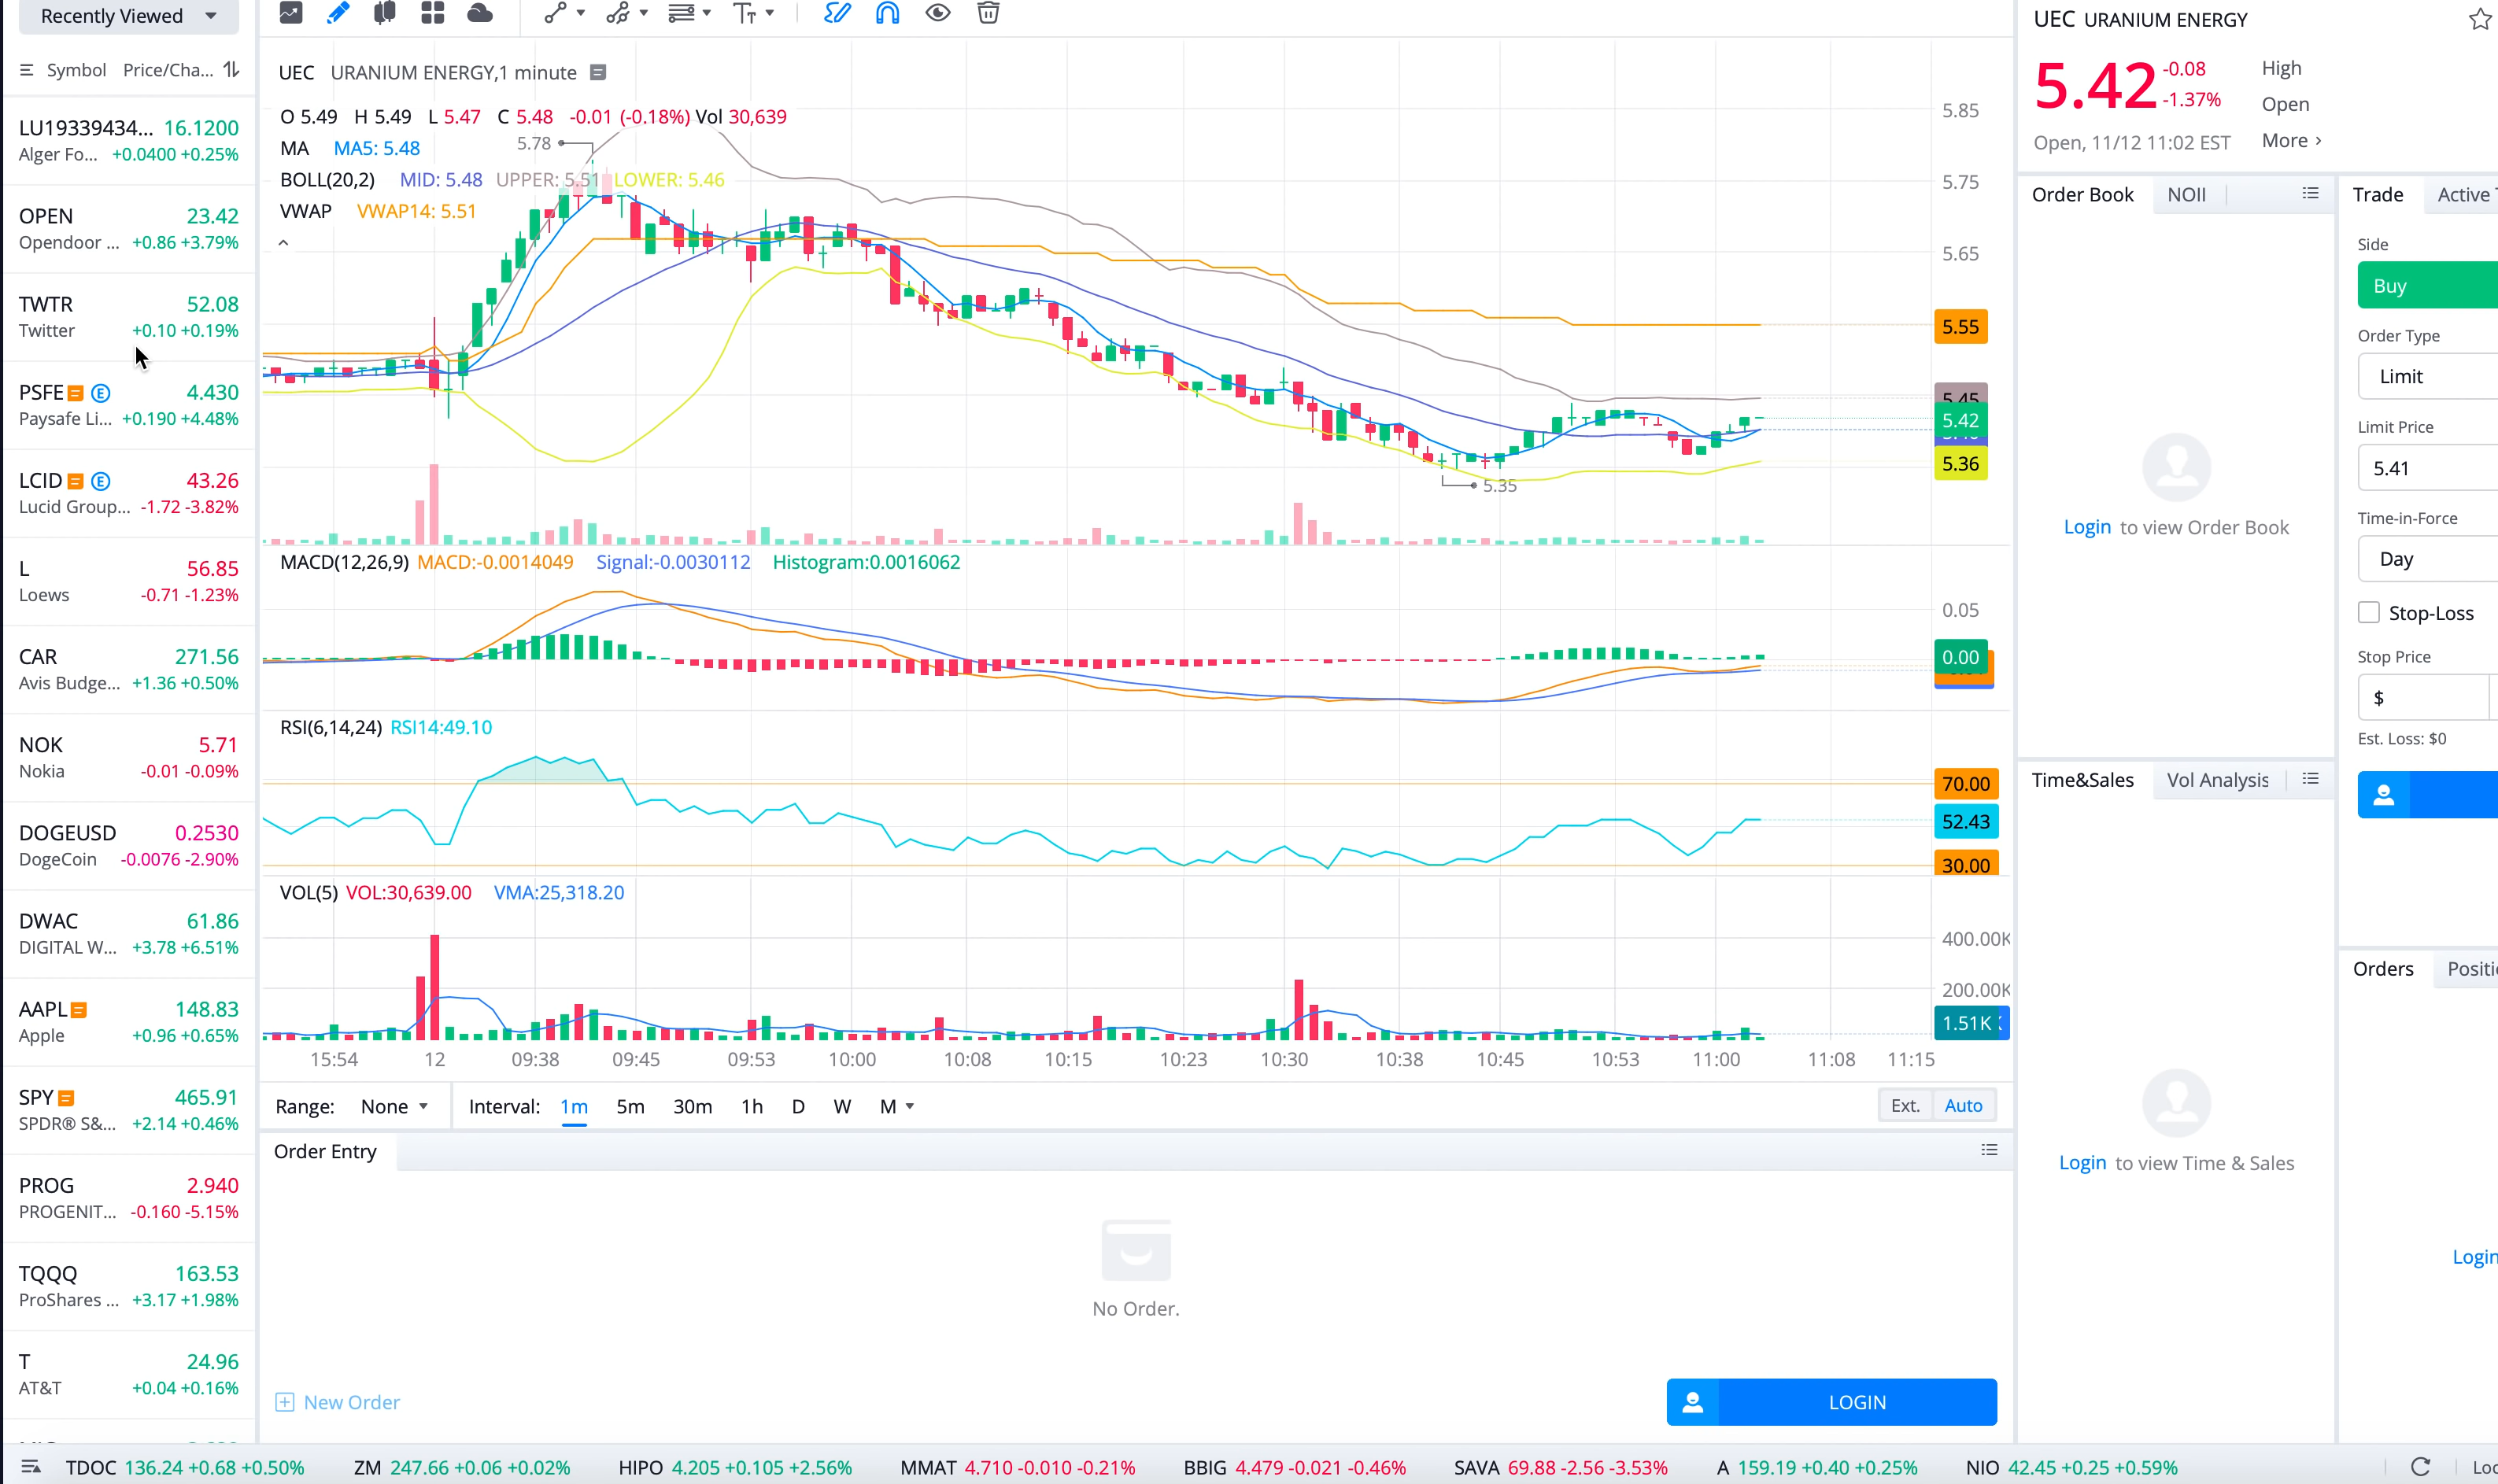 Recently Viewed
Symbol Price/Cha...
LU19339434... 16.1200
Alger Fo... +0.0400 +0.25%
OPEN 23.42
Opendoor ... +0.86 +3.79%
TWTR 52.08
Twitter +0.10 +0.19%
PSFE E 4.430
Paysafe Li... +0.190 +4.48%
LCID E 43.26
Lucid Group... -1.72 -3.82%
L 56.85
Loews -0.71 -1.23%
CAR 271.56
Avis Budge... +1.36 +0.50%
NOK 5.71
Nokia -0.01 -0.09%
DOGEUSD 0.2530
DogeCoin -0.0076 -2.90%
DWAC 61.86
DIGITAL W... +3.78 +6.51%
AAPL 148.83
Apple +0.96 +0.65%
SPY 465.91
SPDR® S&... +2.14 +0.46%
PROG 2.940
PROGENIT... -0.160 -5.15%
TQQQ 163.53
ProShares ... +3.17 +1.98%
T 24.96
AT&T +0.04 +0.16%
Tт
UEC URANIUM ENERGY,1 minute
O 5.49 H 5.49 L 5.47 C 5.48 -0.01 (-0.18%) Vol 30,639
MA MA5: 5.48
5.78
BOLL(20,2) MID: 5.48 UPPER: 5.51 LOWER: 5.46
VWAP VWAP14: 5.51
5.85
5.75
5.65
5.55
5.45
5.42
5.36
5.35
MACD(12,26,9) MACD:-0.0014049 Signal:-0.0030112 Histogram:0.0016062
0.05
0.00
RSI(6,14,24) RSI14:49.10
70.00
52.43
30.00
VOL(5) VOL:30,639.00 VMA:25,318.20
400.00K
200.00K
1.51K
15:54 12 09:38 09:45 09:53 10:00 10:08 10:15 10:23 10:30 10:38 10:45 10:53 11:00 11:08 11:15
Range: None Interval: 1m 5m 30m 1h D W M Ext. Auto
Order Entry
No Order.
New Order
LOGIN
UEC URANIUM ENERGY
5.42 -0.08
-1.37%
High
Open
More
Open, 11/12 11:02 EST
Order Book NOII
Login to view Order Book
Time&Sales Vol Analysis
Login to view Time & Sales
Trade Active
Side
Buy
Order Type
Limit
Limit Price
5.41
Time-in-Force
Day
Stop-Loss
Stop Price
$
Est. Loss: $0
Orders Positi
Login
TDOC 136.24 +0.68 +0.50% ZM 247.66 +0.06 +0.02% HIPO 4.205 +0.105 +2.56% MMAT 4.710 -0.010 -0.21% BBIG 4.479 -0.021 -0.46% SAVA 69.88 -2.56 -3.53% A 159.19 +0.40 +0.25% NIO 42.45 +0.25 +0.59% Loc